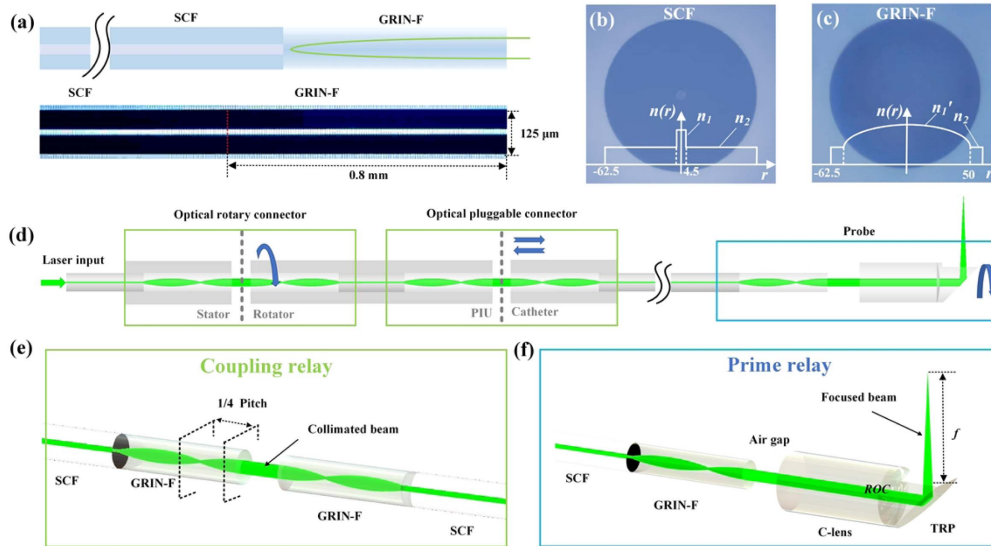 (a)
SCF
GRIN-F
SCF
GRIN-F
125 μm
0.8 mm
(b)
SCF
n(r)
n1
n2
-62.5
4.5
r
(c)
GRIN-F
n(r)
n1'
n2
-62.5
50
r
(d)
Optical rotary connector
Optical pluggable connector
Probe
Laser input
Stator
Rotator
PIU
Catheter
(e)
Coupling relay
1/4 Pitch
Collimated beam
SCF
GRIN-F
GRIN-F
SCF
(f)
Prime relay
Focused beam
f
Air gap
SCF
ROC
GRIN-F
C-lens
TRP